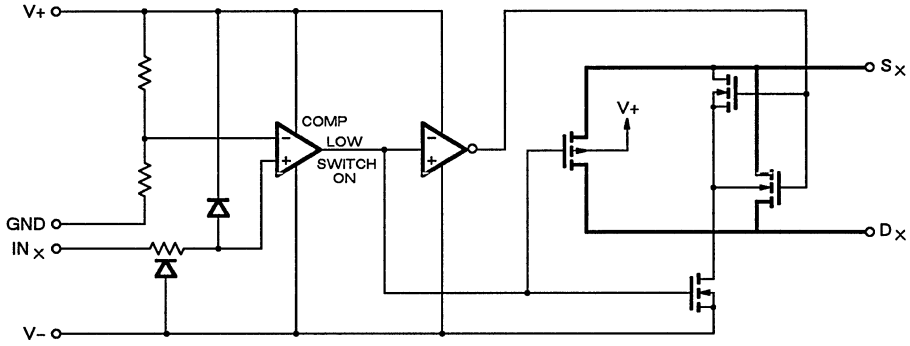 V+
COMP
LOW
SWITCH
ON
−
+
GND
IN X
V−
V+
S X
D X